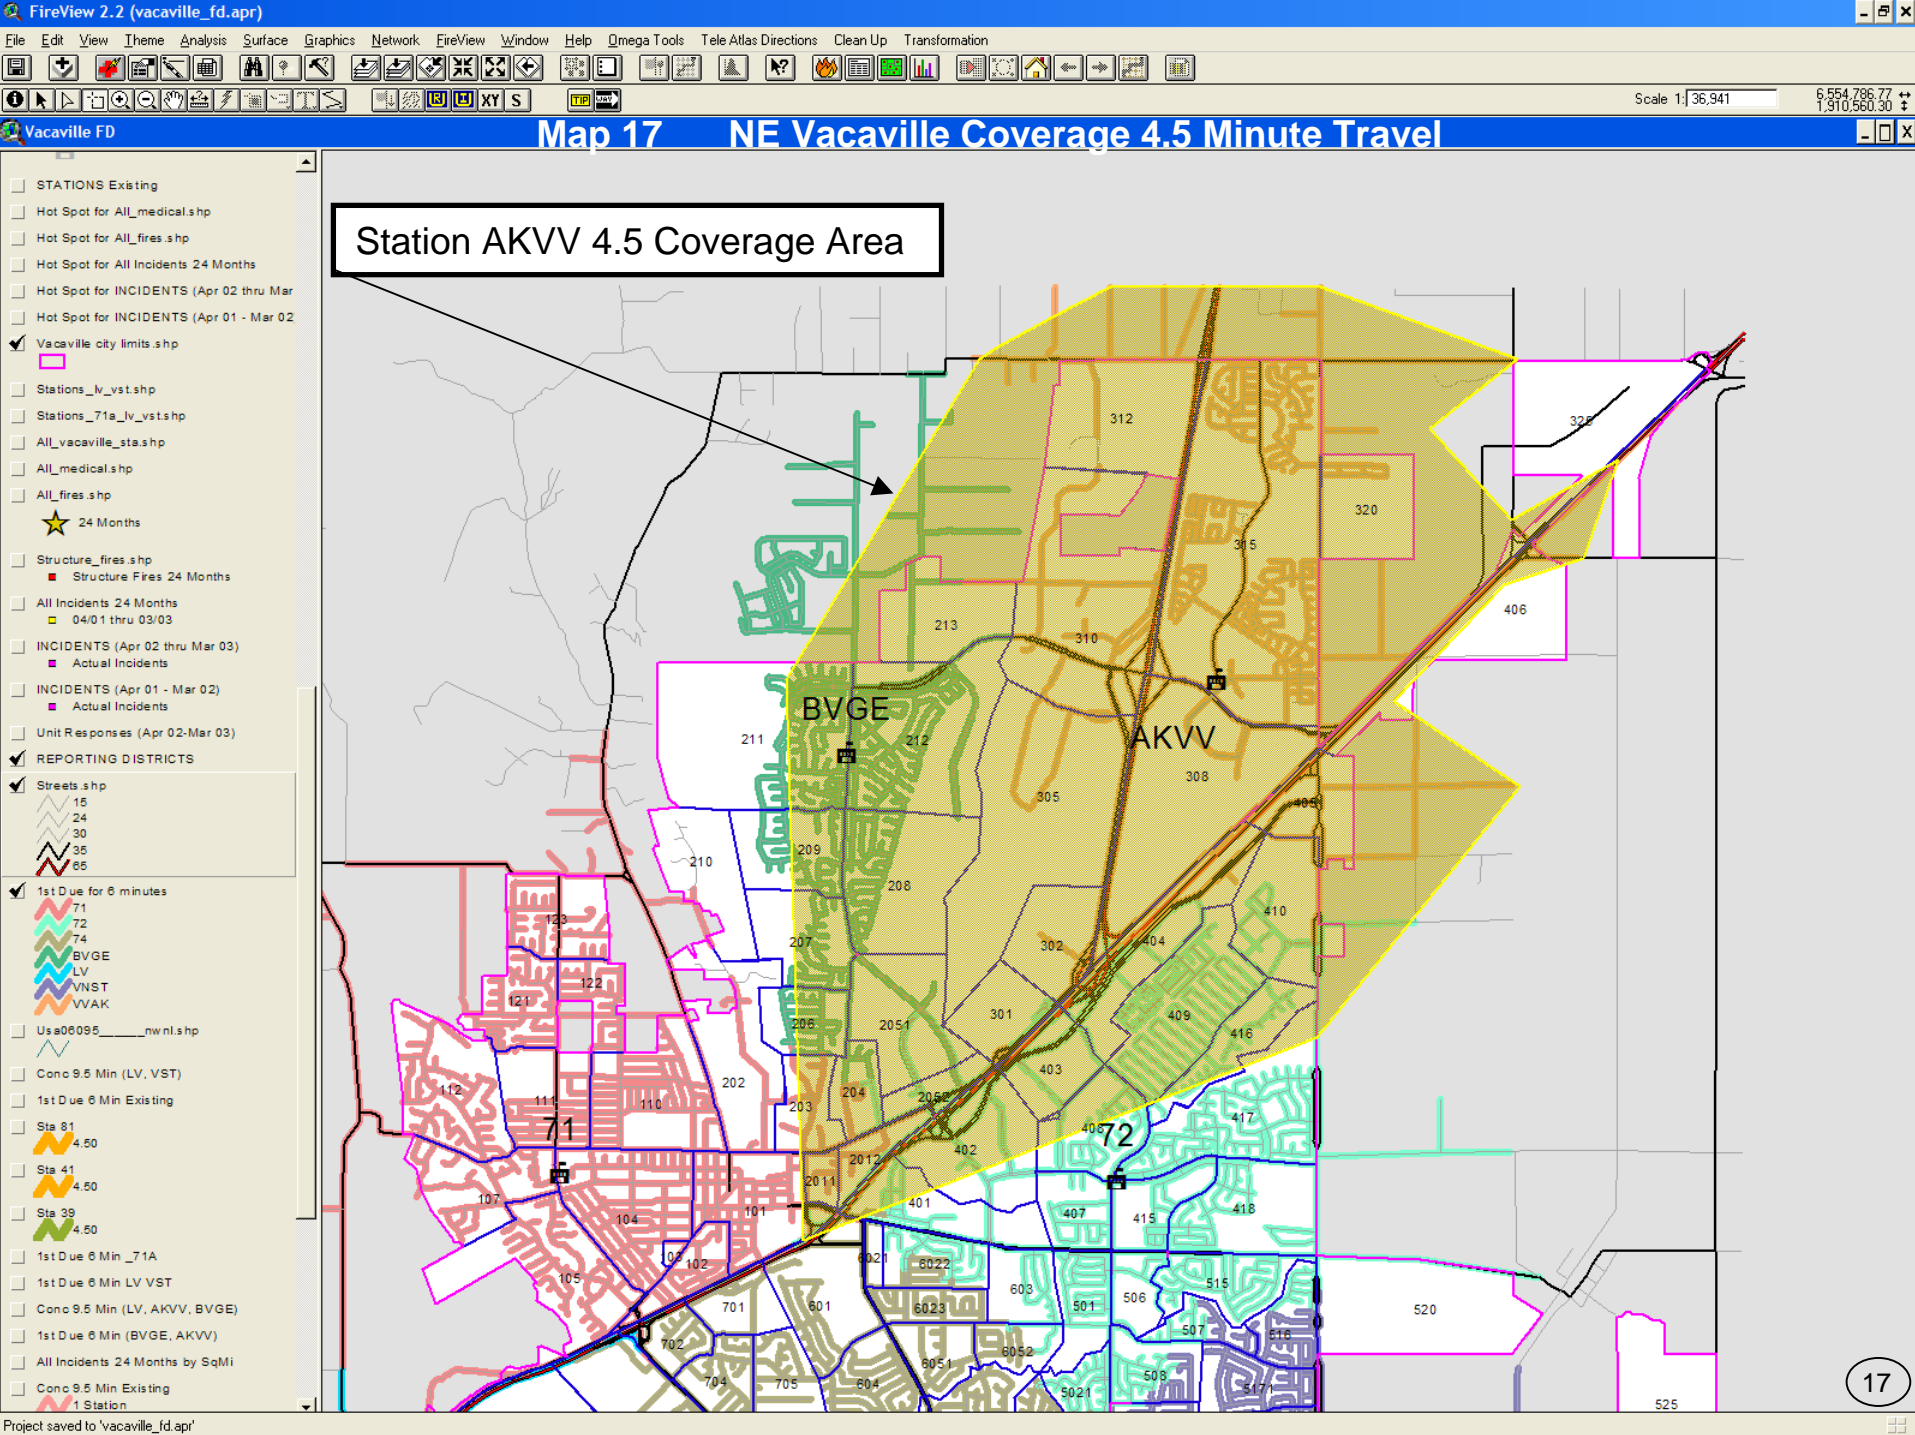 FireView 2.2 (vacaville_fd.apr)
File Edit View Theme Analysis Surface Graphics Network FireView Window Help Omega Tools Tele Atlas Directions Clean Up Transformation
XY S TIP WAY
Scale 1: 36,941
6,554,786.77
1,910,560.30
Vacaville FD
Map 17 NE Vacaville Coverage 4.5 Minute Travel
STATIONS Existing
Hot Spot for All_medical.shp
Hot Spot for All_fires.shp
Hot Spot for All Incidents 24 Months
Hot Spot for INCIDENTS (Apr 02 thru Mar
Hot Spot for INCIDENTS (Apr 01 - Mar 02
Vacaville city limits.shp
Stations_lv_vst.shp
Stations_71a_lv_vst.shp
All_vacaville_sta.shp
All_medical.shp
All_fires.shp
24 Months
Structure_fires.shp
Structure Fires 24 Months
All Incidents 24 Months
04/01 thru 03/03
INCIDENTS (Apr 02 thru Mar 03)
Actual Incidents
INCIDENTS (Apr 01 - Mar 02)
Actual Incidents
Unit Responses (Apr 02-Mar 03)
REPORTING DISTRICTS
Streets.shp
15
24
30
35
65
1st Due for 6 minutes
71
72
74
BVGE
LV
VNST
VVAK
Usa06095______nwnl.shp
Conc 9.5 Min (LV, VST)
1st Due 6 Min Existing
Sta 81
4.50
Sta 41
4.50
Sta 39
4.50
1st Due 6 Min _71A
1st Due 6 Min LV VST
Conc 9.5 Min (LV, AKVV, BVGE)
1st Due 6 Min (BVGE, AKVV)
All Incidents 24 Months by SqMi
Conc 9.5 Min Existing
1 Station
Station AKVV 4.5 Coverage Area
312
325
320
315
406
213
310
BVGE
AKVV
211
212
308
305
405
209
210
208
410
123
207
302
404
122
121
206
2051
301
409
416
403
202
112
204
2052
111
110
203
417
71
408
72
402
2012
107
2011
401
101
104
407
415
418
103
102
6021
6022
105
603
515
701
601
6023
501
506
520
507
516
702
6052
6051
704
705
604
508
5021
5171
525
17
Project saved to 'vacaville_fd.apr'